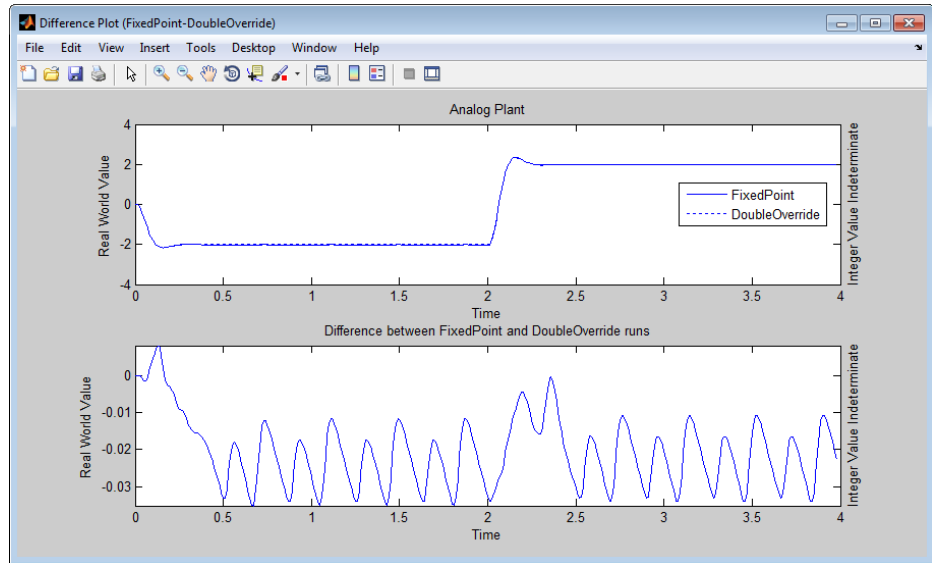 Difference Plot (FixedPoint-DoubleOverride)
File Edit View Insert Tools Desktop Window Help
Analog Plant
4
2
0
-2
-4
Real World Value
Integer Value Indeterminate
FixedPoint
DoubleOverride
0 0.5 1 1.5 2 2.5 3 3.5 4
Time
Difference between FixedPoint and DoubleOverride runs
0
-0.01
-0.02
-0.03
Real World Value
Integer Value Indeterminate
0 0.5 1 1.5 2 2.5 3 3.5 4
Time